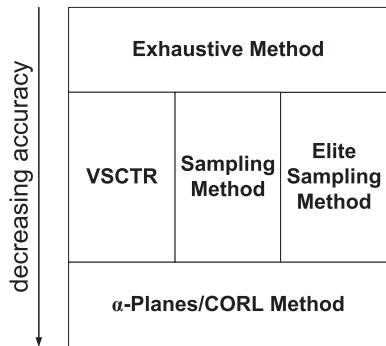 decreasing accuracy
Exhaustive Method
VSCTR
Sampling
Method
Elite
Sampling
Method
α-Planes/CORL Method